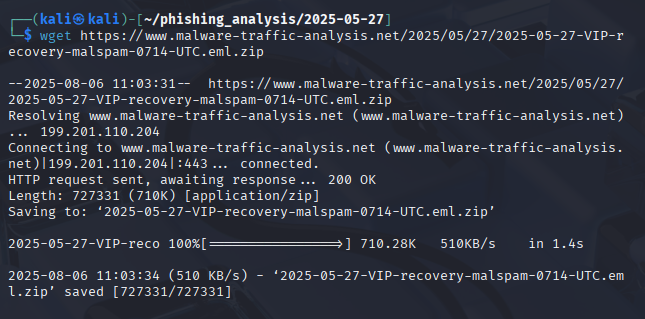 ┌──(kali㉿kali)-[~/phishing_analysis/2025-05-27]
└─$ wget https://www.malware-traffic-analysis.net/2025/05/27/2025-05-27-VIP-r
ecovery-malspam-0714-UTC.eml.zip
--2025-08-06 11:03:31--  https://www.malware-traffic-analysis.net/2025/05/27/
2025-05-27-VIP-recovery-malspam-0714-UTC.eml.zip
Resolving www.malware-traffic-analysis.net (www.malware-traffic-analysis.net)
... 199.201.110.204
Connecting to www.malware-traffic-analysis.net (www.malware-traffic-analysis.
net)|199.201.110.204|:443... connected.
HTTP request sent, awaiting response... 200 OK
Length: 727331 (710K) [application/zip]
Saving to: ‘2025-05-27-VIP-recovery-malspam-0714-UTC.eml.zip’
2025-05-27-VIP-reco 100%[================>] 710.28K   510KB/s    in 1.4s
2025-08-06 11:03:34 (510 KB/s) - ‘2025-05-27-VIP-recovery-malspam-0714-UTC.em
l.zip’ saved [727331/727331]